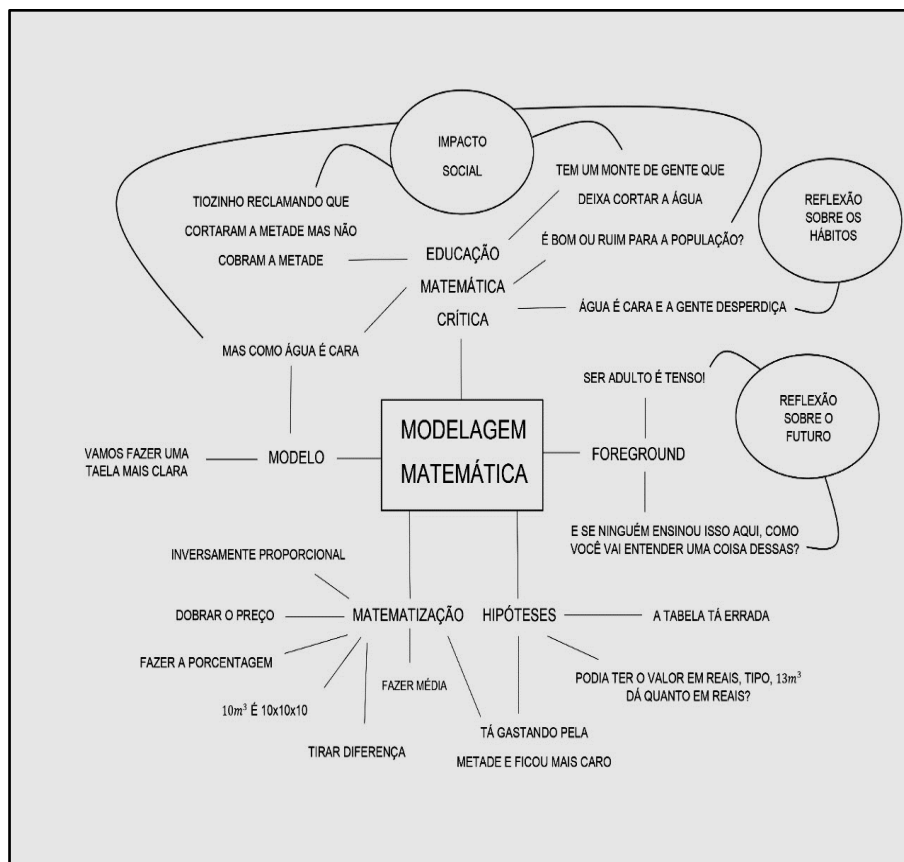 IMPACTO
SOCIAL
TIOZINHO RECLAMANDO QUE
CORTARAM A METADE MAS NÃO
COBRAM A METADE
TEM UM MONTE DE GENTE QUE
DEIXA CORTAR A ÁGUA
É BOM OU RUIM PARA A POPULAÇÃO?
REFLEXÃO
SOBRE OS
HÁBITOS
EDUCAÇÃO
MATEMÁTICA
CRÍTICA
ÁGUA É CARA E A GENTE DESPERDIÇA
MAS COMO ÁGUA É CARA
SER ADULTO É TENSO!
REFLEXÃO
SOBRE O
FUTURO
MODELAGEM
MATEMÁTICA
VAMOS FAZER UMA
TAELA MAIS CLARA
MODELO
FOREGROUND
E SE NINGUÉM ENSINOU ISSO AQUI, COMO
VOCÊ VAI ENTENDER UMA COISA DESSAS?
INVERSAMENTE PROPORCIONAL
DOBRAR O PREÇO
MATEMATIZAÇÃO
HIPÓTESES
A TABELA TÁ ERRADA
FAZER A PORCENTAGEM
FAZER MÉDIA
PODIA TER O VALOR EM REAIS, TIPO, 13m³
DÁ QUANTO EM REAIS?
10m³ É 10x10x10
TIRAR DIFERENÇA
TÁ GASTANDO PELA
METADE E FICOU MAIS CARO